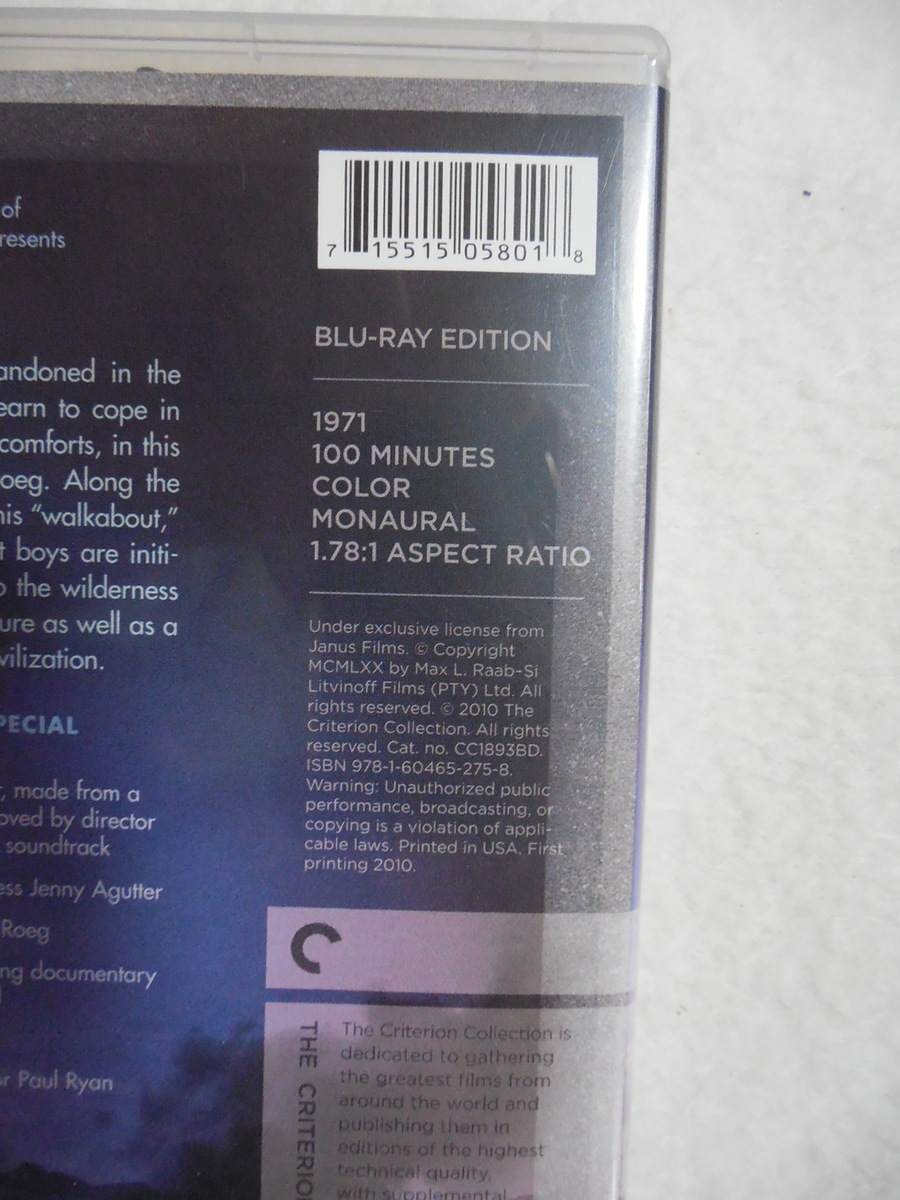 of
resents
andoned in the
earn to cope in
comforts, in this
oeg. Along the
his “walkabout,”
t boys are initi-
o the wilderness
ure as well as a
vilization.
PECIAL
, made from a
oved by director
soundtrack
ess Jenny Agutter
Roeg
ng documentary
r Paul Ryan
7 15515 05801 8
BLU-RAY EDITION
1971
100 MINUTES
COLOR
MONAURAL
1.78:1 ASPECT RATIO
Under exclusive license from
Janus Films. © Copyright
MCMLXX by Max L. Raab-Si
Litvinoff Films (PTY) Ltd. All
rights reserved. © 2010 The
Criterion Collection. All rights
reserved. Cat. no. CC1893BD.
ISBN 978-1-60465-275-8.
Warning: Unauthorized public
performance, broadcasting, or
copying is a violation of appli-
cable laws. Printed in USA. First
printing 2010.
THE CRITERIO
The Criterion Collection is
dedicated to gathering
the greatest films from
around the world and
publishing them in
editions of the highest
technical quality,
with supplemental